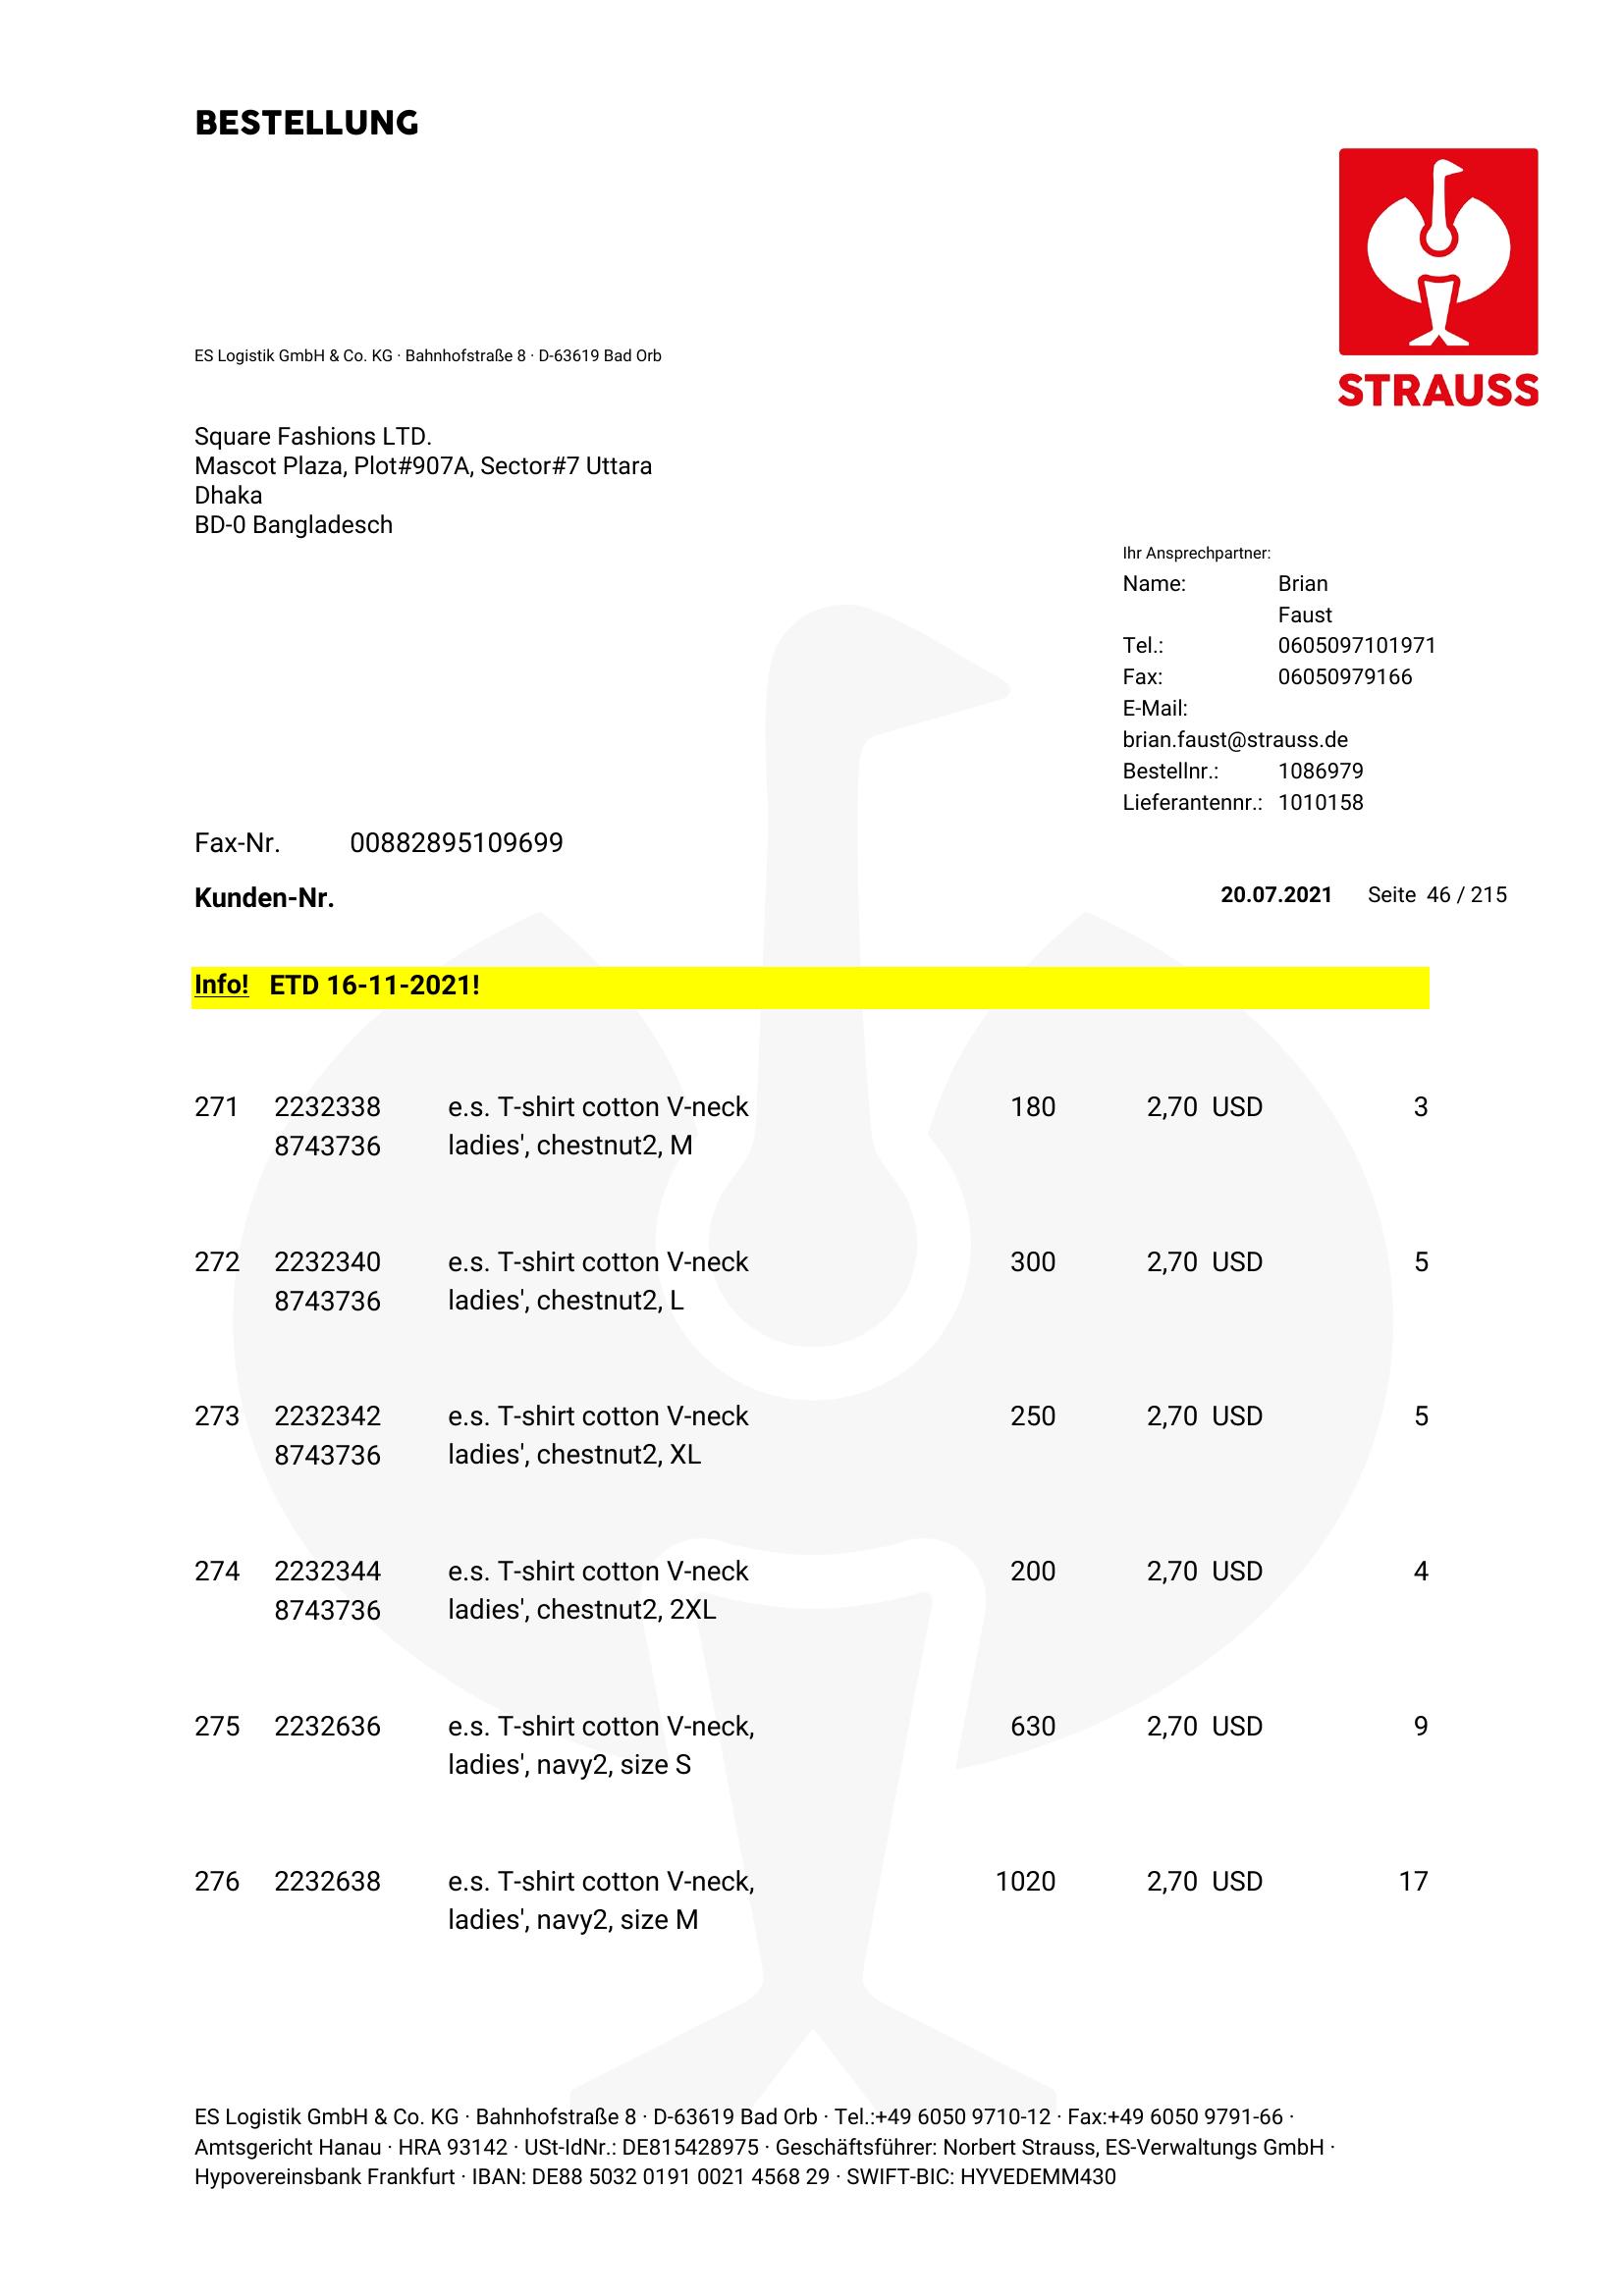 BESTELLUNG
STRAUSS
ES Logistik GmbH & Co. KG · Bahnhofstraße 8 · D-63619 Bad Orb
Square Fashions LTD.
Mascot Plaza, Plot#907A, Sector#7 Uttara
Dhaka
BD-0 Bangladesch
Ihr Ansprechpartner:
Name: Brian
Faust
Tel.: 0605097101971
Fax: 06050979166
E-Mail:
brian.faust@strauss.de
Bestellnr.: 1086979
Lieferantennr.: 1010158
Fax-Nr. 00882895109699
Kunden-Nr. 20.07.2021 Seite 46 / 215
Info! ETD 16-11-2021!
271 2232338 e.s. T-shirt cotton V-neck 180 2,70 USD 3
8743736 ladies', chestnut2, M
272 2232340 e.s. T-shirt cotton V-neck 300 2,70 USD 5
8743736 ladies', chestnut2, L
273 2232342 e.s. T-shirt cotton V-neck 250 2,70 USD 5
8743736 ladies', chestnut2, XL
274 2232344 e.s. T-shirt cotton V-neck 200 2,70 USD 4
8743736 ladies', chestnut2, 2XL
275 2232636 e.s. T-shirt cotton V-neck, 630 2,70 USD 9
ladies', navy2, size S
276 2232638 e.s. T-shirt cotton V-neck, 1020 2,70 USD 17
ladies', navy2, size M
ES Logistik GmbH & Co. KG · Bahnhofstraße 8 · D-63619 Bad Orb · Tel.:+49 6050 9710-12 · Fax:+49 6050 9791-66 ·
Amtsgericht Hanau · HRA 93142 · USt-IdNr.: DE815428975 · Geschäftsführer: Norbert Strauss, ES-Verwaltungs GmbH ·
Hypovereinsbank Frankfurt · IBAN: DE88 5032 0191 0021 4568 29 · SWIFT-BIC: HYVEDEMM430